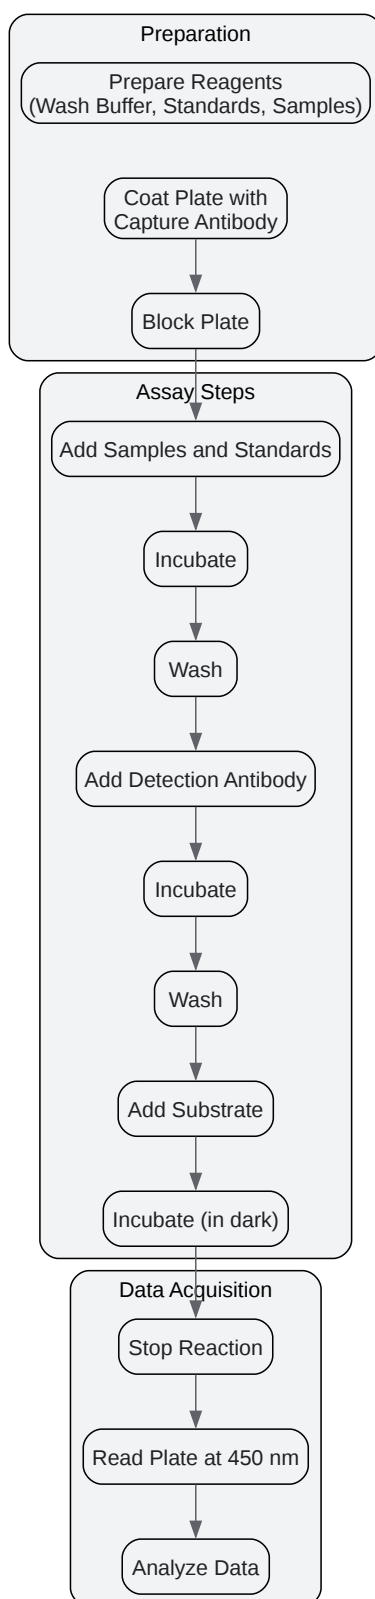 Preparation
Prepare Reagents
(Wash Buffer, Standards, Samples)
Coat Plate with
Capture Antibody
Block Plate
Assay Steps
Add Samples and Standards
Incubate
Wash
Add Detection Antibody
Incubate
Wash
Add Substrate
Incubate (in dark)
Data Acquisition
Stop Reaction
Read Plate at 450 nm
Analyze Data